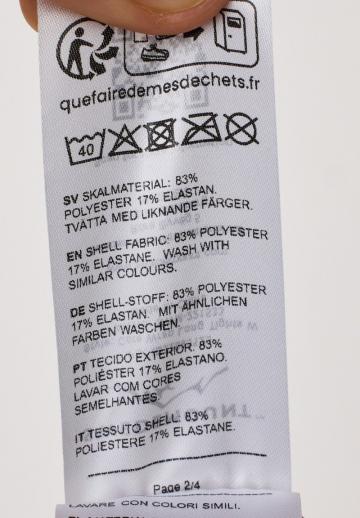 quefairedemesdechets.fr
40
SV SKALMATERIAL: 83%
POLYESTER 17% ELASTAN.
TVÄTTA MED LIKNANDE FÄRGER.
EN SHELL FABRIC: 83% POLYESTER
17% ELASTANE. WASH WITH
SIMILAR COLOURS.
DE SHELL-STOFF: 83% POLYESTER
17% ELASTAN. MIT ÄHNLICHEN
FARBEN WASCHEN.
PT TECIDO EXTERIOR: 83%
POLIÉSTER 17% ELASTANO.
LAVAR COM CORES
SEMELHANTES.
IT TESSUTO SHELL: 83%
POLIESTERE 17% ELASTANE.
Page 2/4
LAVARE CON COLORI SIMILI.